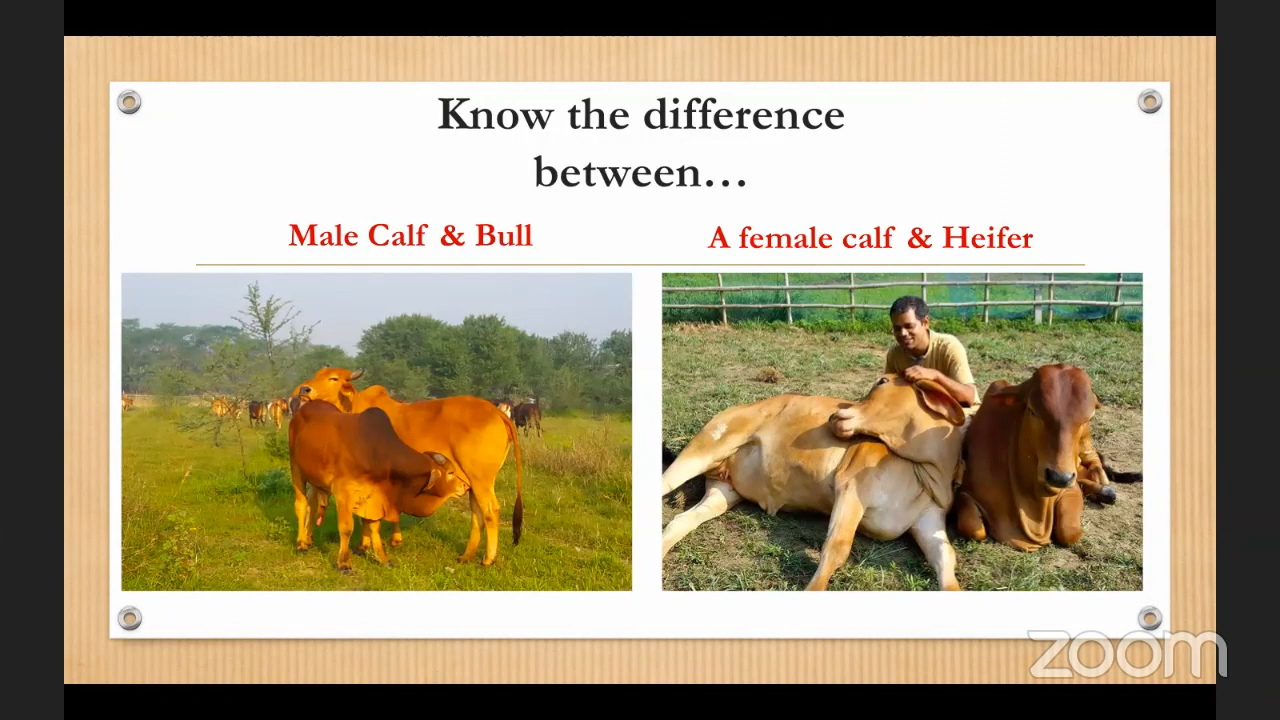 Know the difference
between…
Male Calf & Bull
A female calf & Heifer
zoom